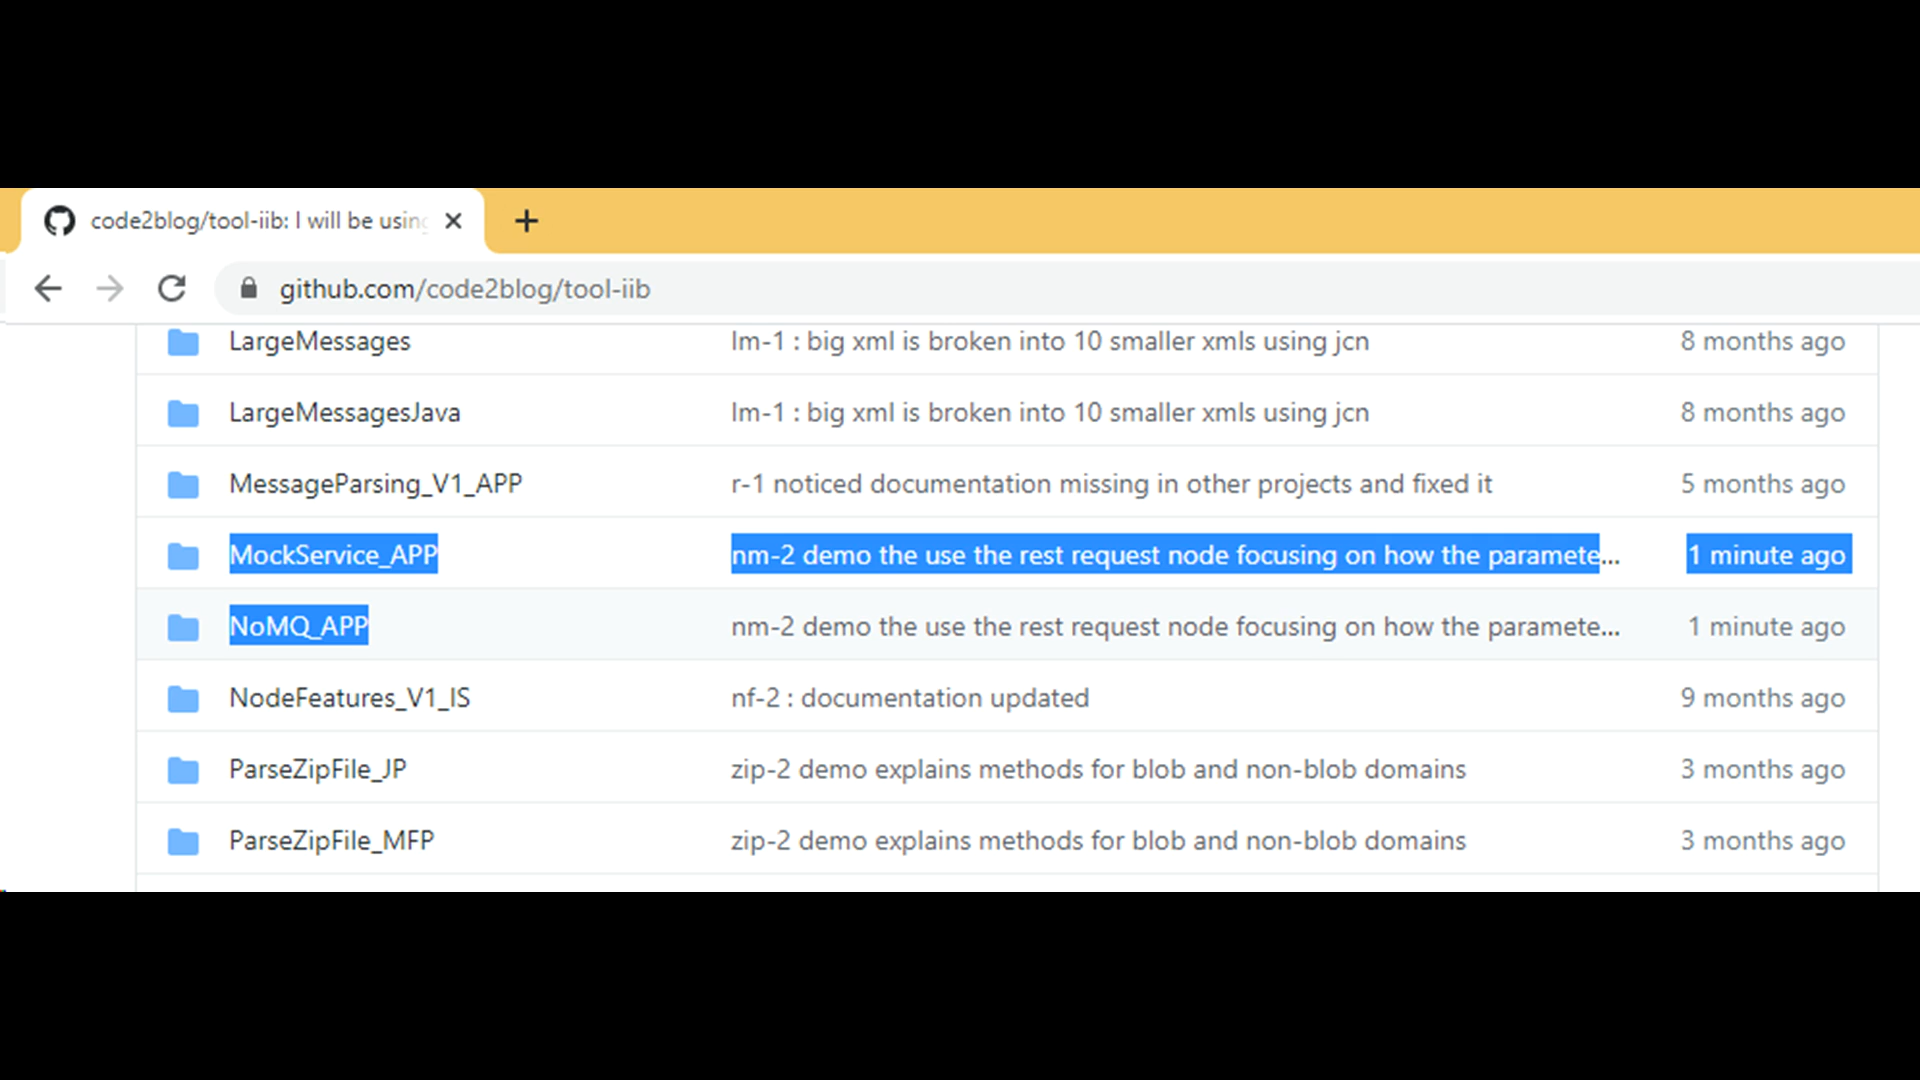 code2blog/tool-iib: I will be using
github.com/code2blog/tool-iib
LargeMessages lm-1 : big xml is broken into 10 smaller xmls using jcn 8 months ago
LargeMessagesJava lm-1 : big xml is broken into 10 smaller xmls using jcn 8 months ago
MessageParsing_V1_APP r-1 noticed documentation missing in other projects and fixed it 5 months ago
MockService_APP nm-2 demo the use the rest request node focusing on how the paramete... 1 minute ago
NoMQ_APP nm-2 demo the use the rest request node focusing on how the paramete... 1 minute ago
NodeFeatures_V1_IS nf-2 : documentation updated 9 months ago
ParseZipFile_JP zip-2 demo explains methods for blob and non-blob domains 3 months ago
ParseZipFile_MFP zip-2 demo explains methods for blob and non-blob domains 3 months ago